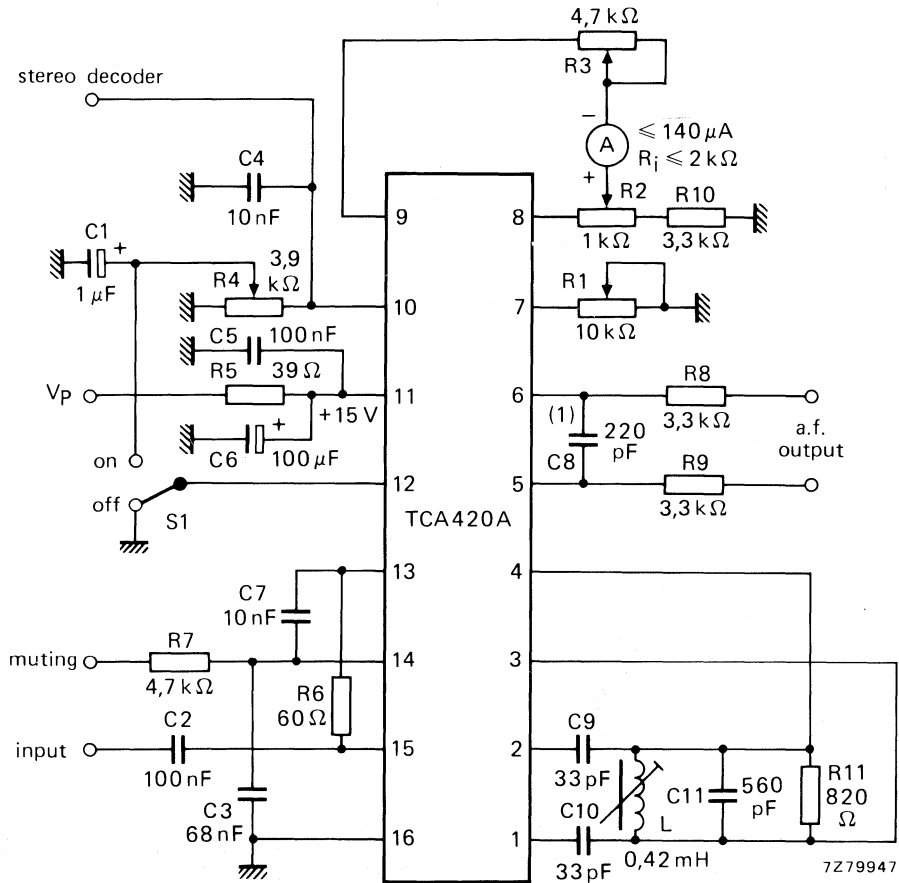 4,7 kΩ
R3
stereo decoder
− ≤ 140 μA
A
Ri ≤ 2 kΩ
+
C4
10 nF
R2
R10
9
8
1 kΩ
3,3 kΩ
C1
+
1 μF
R4
3,9
kΩ
R1
10
7
10 kΩ
C5
100 nF
R5
39 Ω
VP
+15 V
11
6
R8
3,3 kΩ
(1)
220
pF
C8
a.f.
output
+
C6
100 μF
on
R9
12
5
3,3 kΩ
off
S1
TCA420A
13
4
C7
10 nF
R7
muting
14
3
4,7 kΩ
R6
60 Ω
C2
C9
input
15
2
100 nF
33 pF
C10
C11
560
pF
R11
820
Ω
C3
68 nF
L
16
1
33 pF
0,42 mH
7Z79947